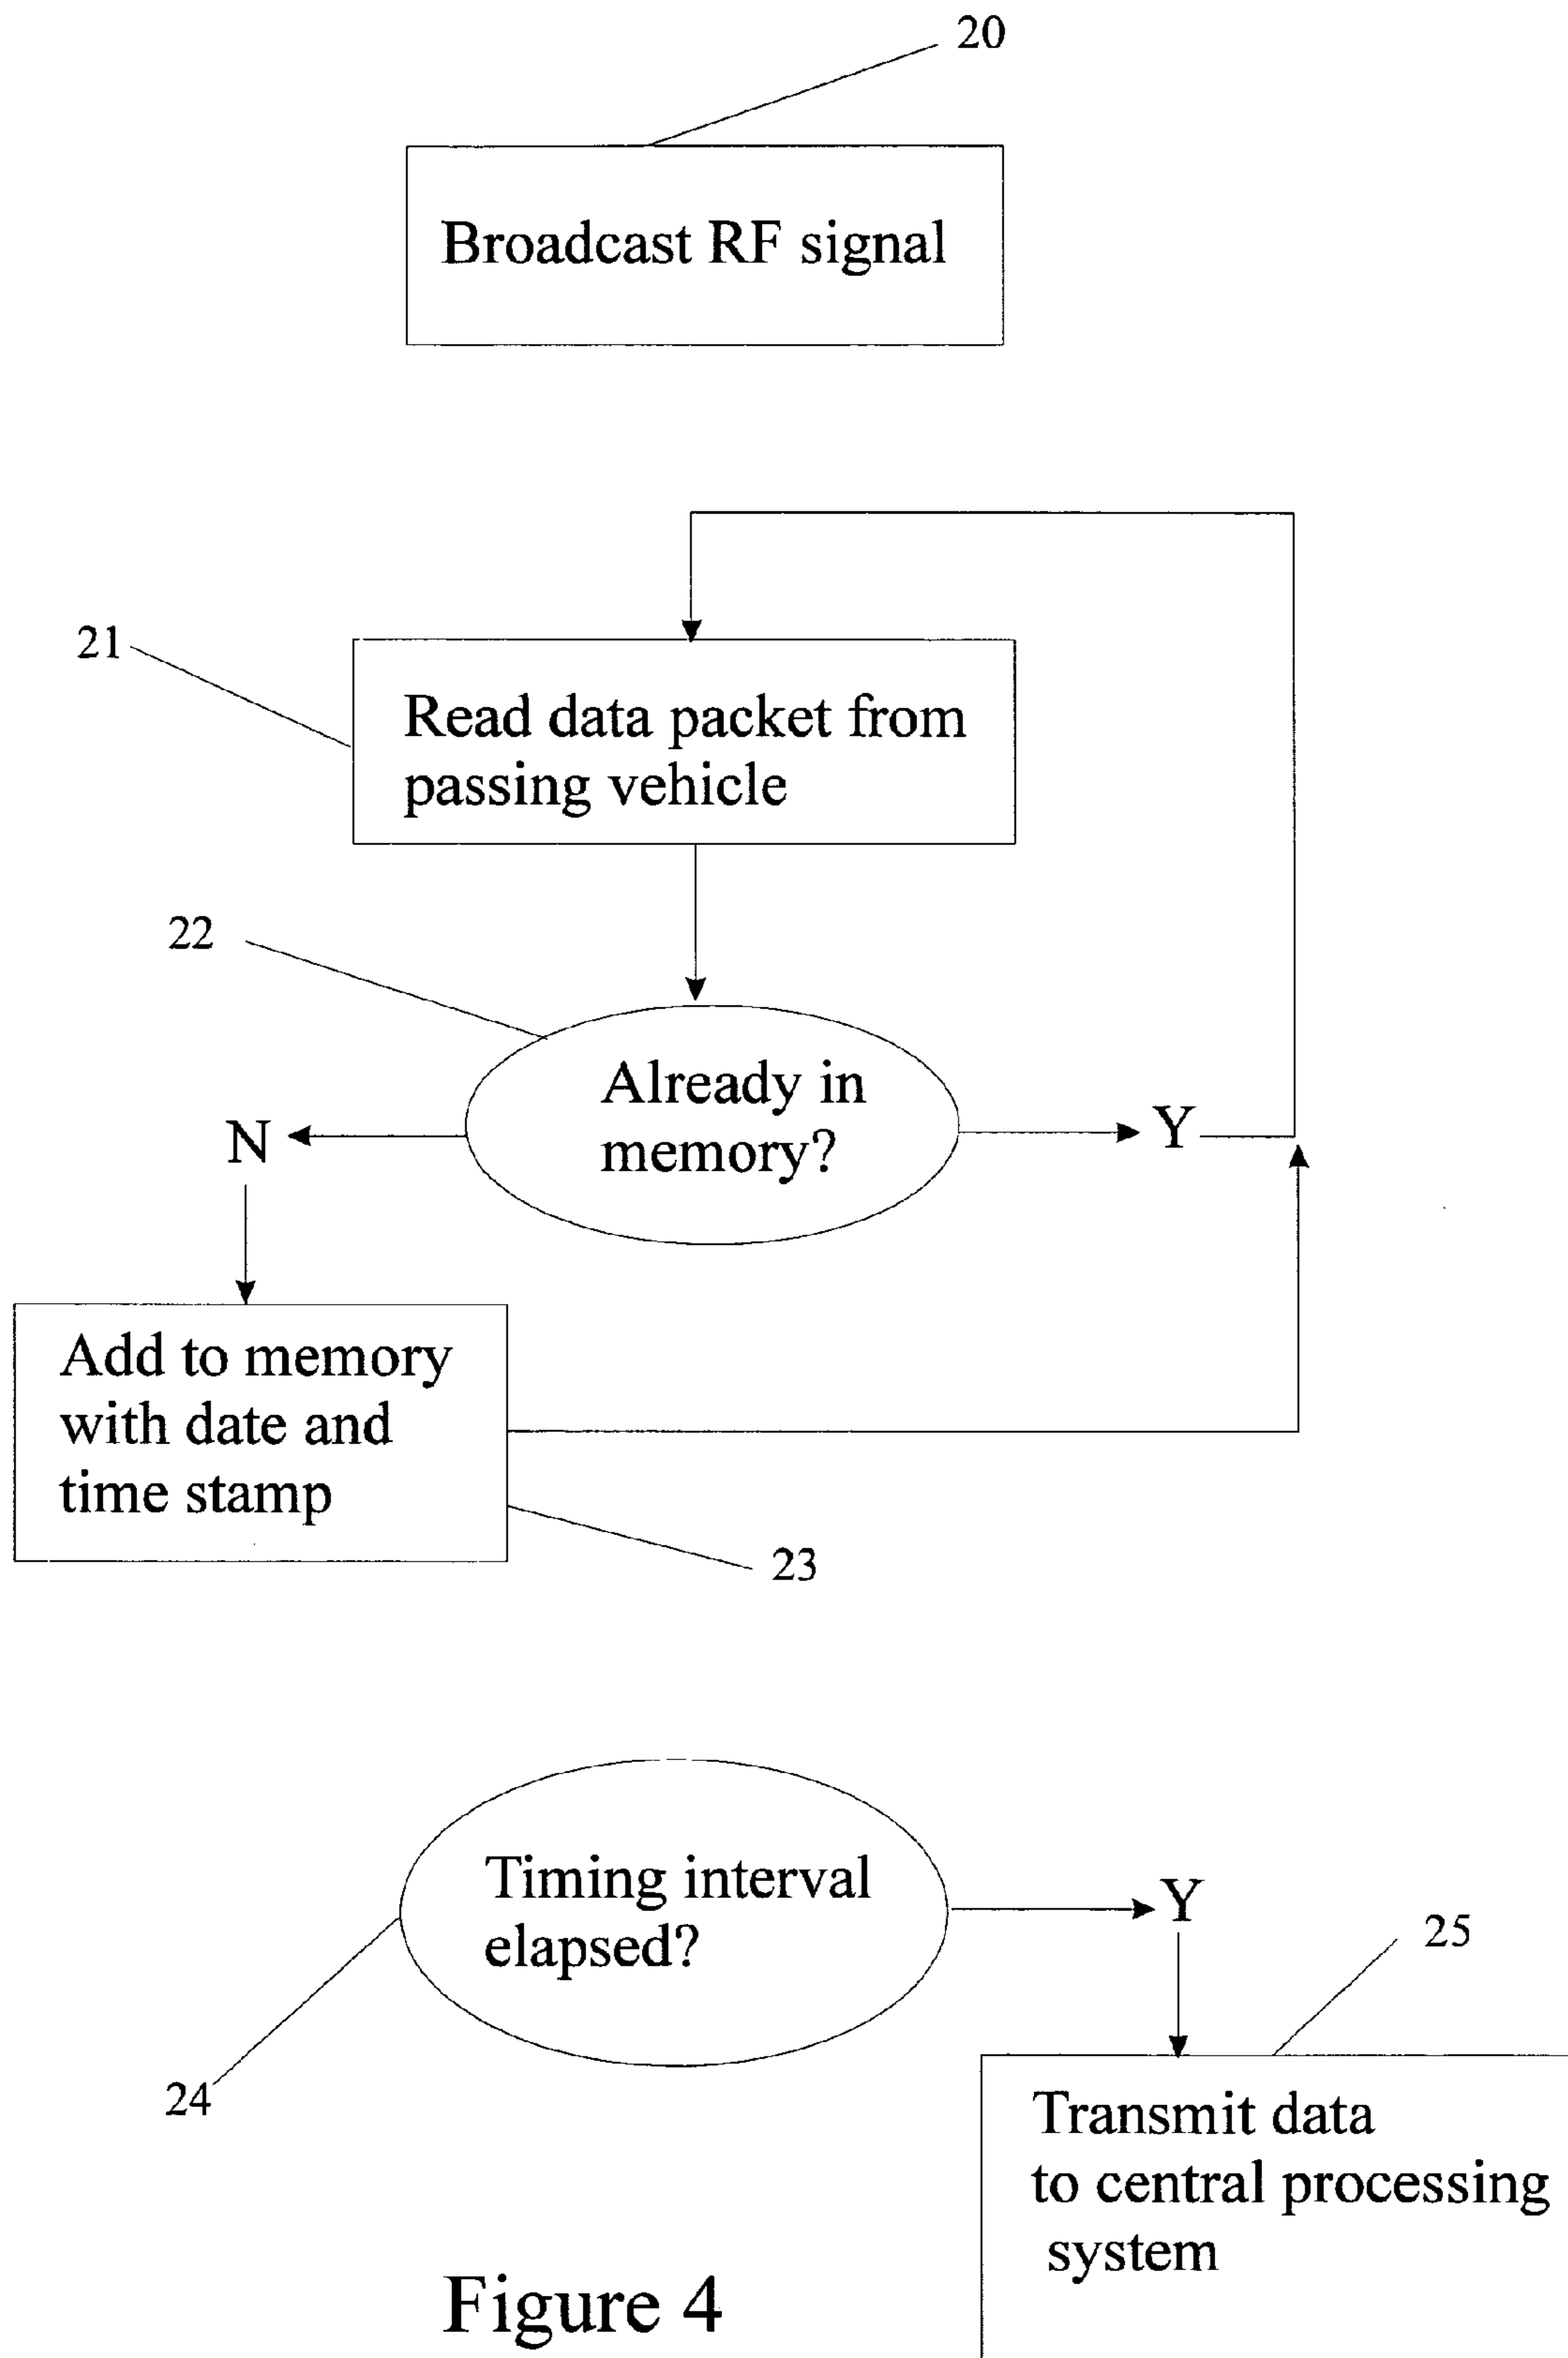 20
Broadcast RF signal
21
Read data packet from
passing vehicle
22
Already in
memory?
N
Y
Add to memory
with date and
time stamp
23
Timing interval
elapsed?
Y
25
24
Transmit data
to central processing
system
Figure 4